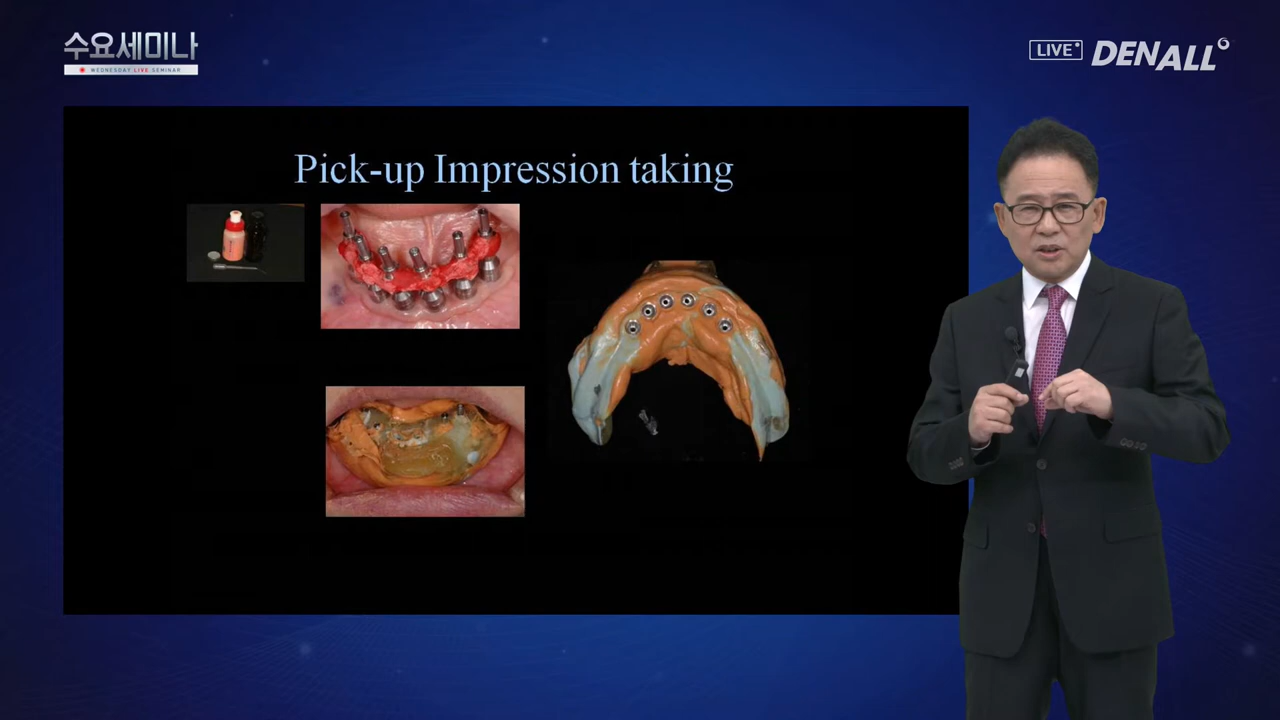 수요세미나
WEDNESDAY LIVE SEMINAR
LIVE
DENALL
Pick-up Impression taking